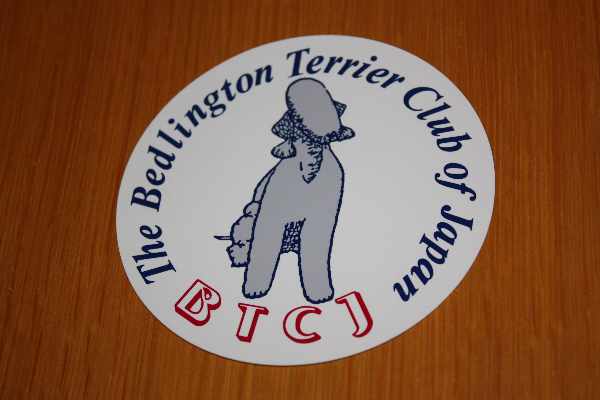 The Bedlington Terrier Club of Japan
BTCJ